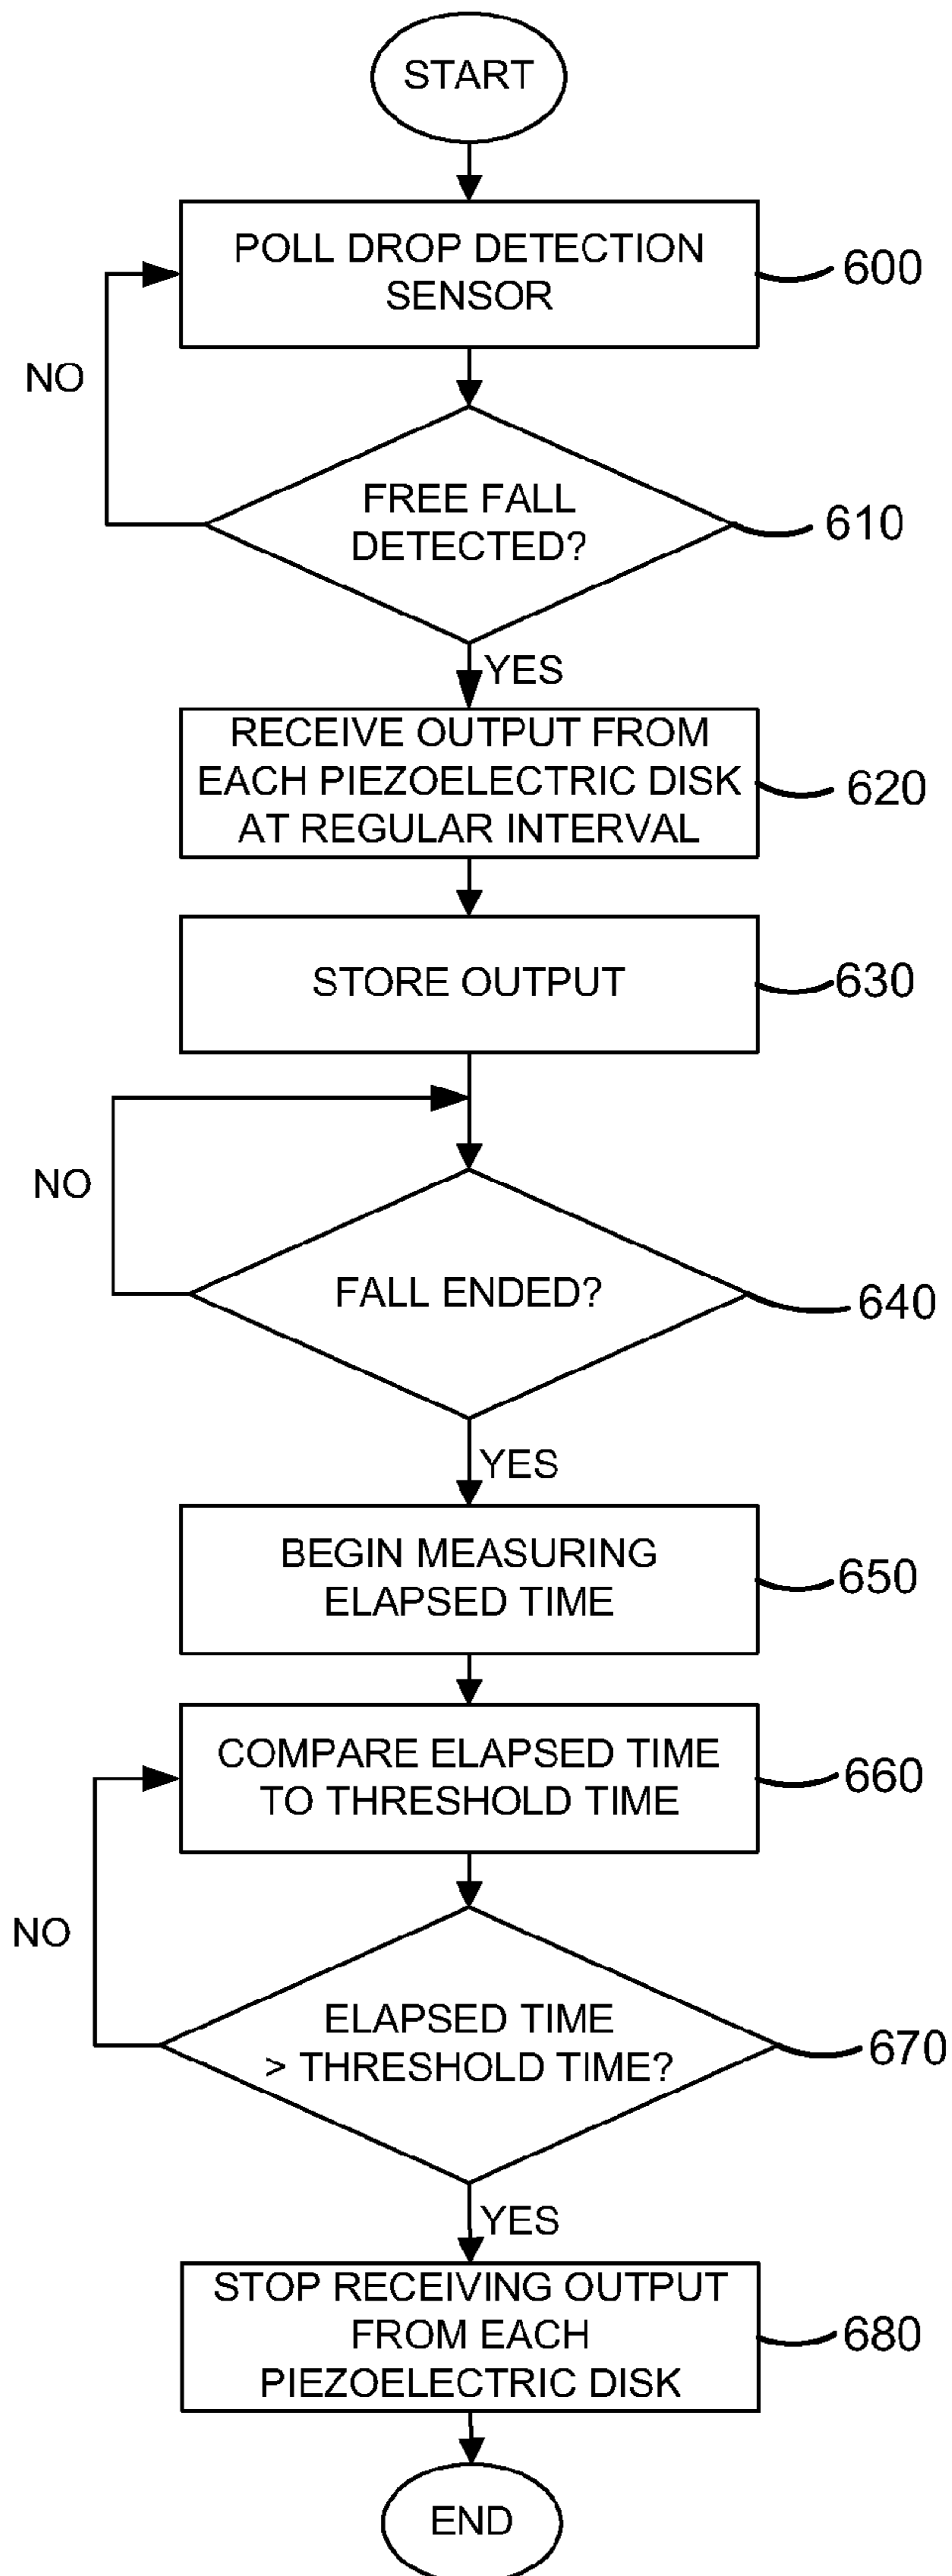 START
POLL DROP DETECTION
SENSOR
600
NO
FREE FALL
DETECTED?
610
YES
RECEIVE OUTPUT FROM
EACH PIEZOELECTRIC DISK
AT REGULAR INTERVAL
620
STORE OUTPUT
630
NO
FALL ENDED?
640
YES
BEGIN MEASURING
ELAPSED TIME
650
COMPARE ELAPSED TIME
TO THRESHOLD TIME
660
NO
ELAPSED TIME
> THRESHOLD TIME?
670
YES
STOP RECEIVING OUTPUT
FROM EACH
PIEZOELECTRIC DISK
680
END